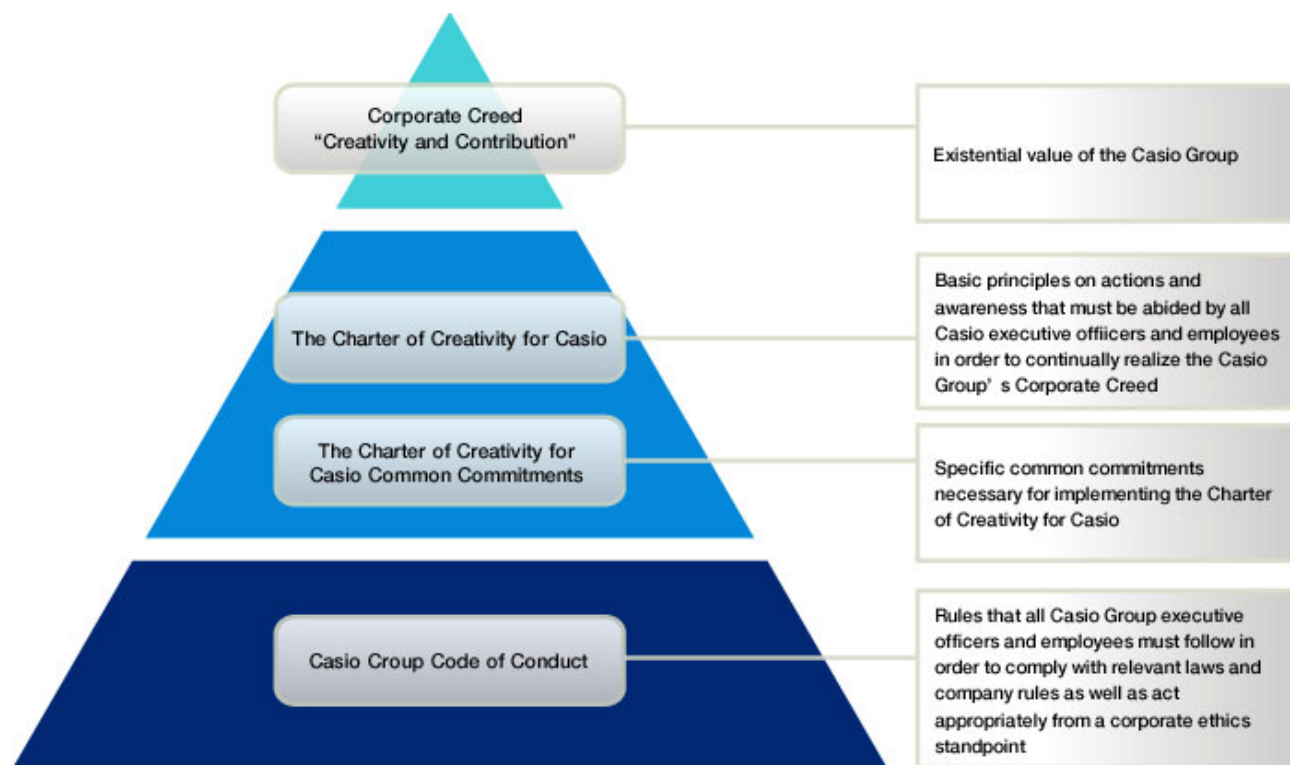 Corporate Creed
“Creativity and Contribution”
Existential value of the Casio Group
The Charter of Creativity for Casio
Basic principles on actions and
awareness that must be abided by all
Casio executive offiicers and employees
in order to continually realize the Casio
Group’ s Corporate Creed
The Charter of Creativity for
Casio Common Commitments
Specific common commitments
necessary for implementing the Charter
of Creativity for Casio
Casio Croup Code of Conduct
Rules that all Casio Group executive
officers and employees must follow in
order to comply with relevant laws and
company rules as well as act
appropriately from a corporate ethics
standpoint